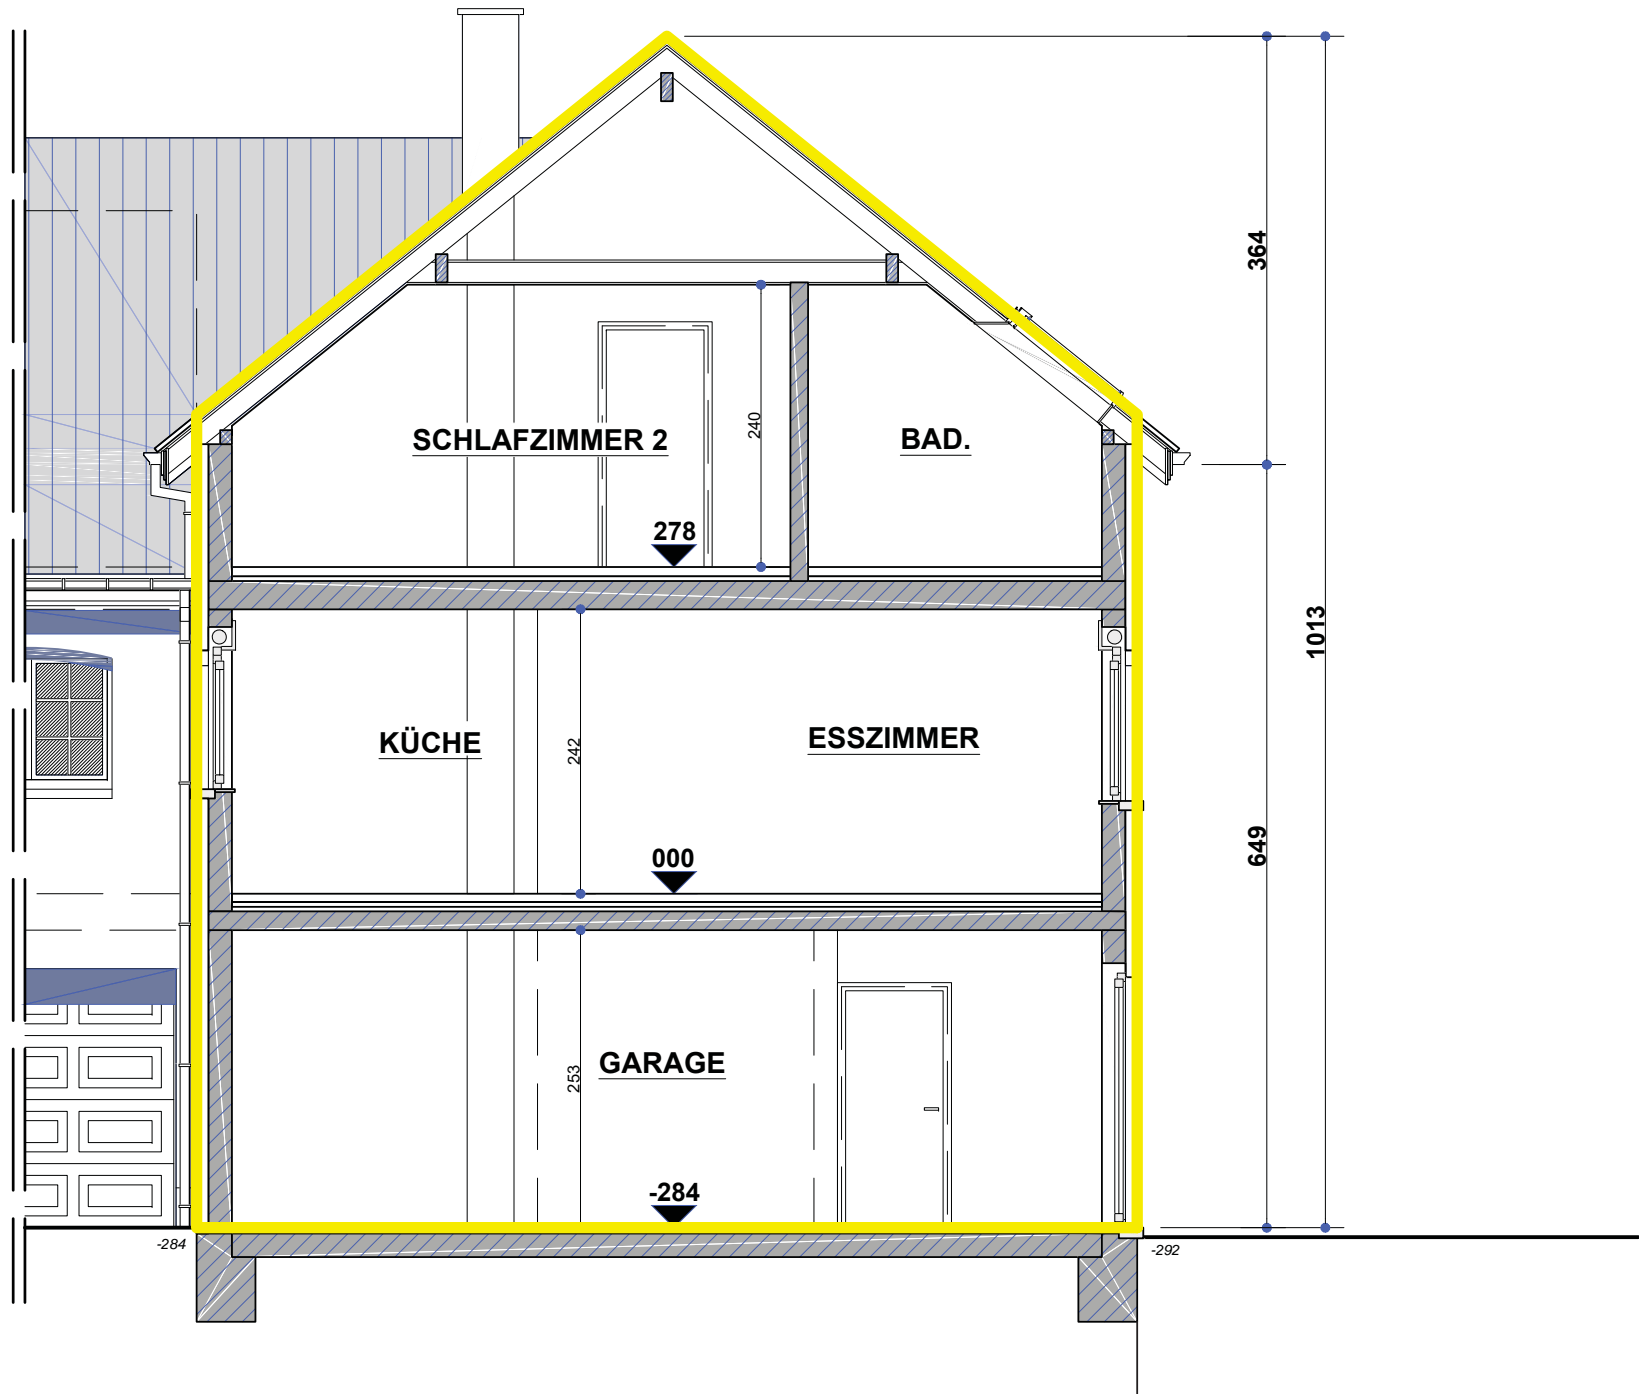 364
SCHLAFZIMMER 2
240
BAD.
278
1013
KÜCHE
242
ESSZIMMER
649
000
GARAGE
253
-284
-284
-292